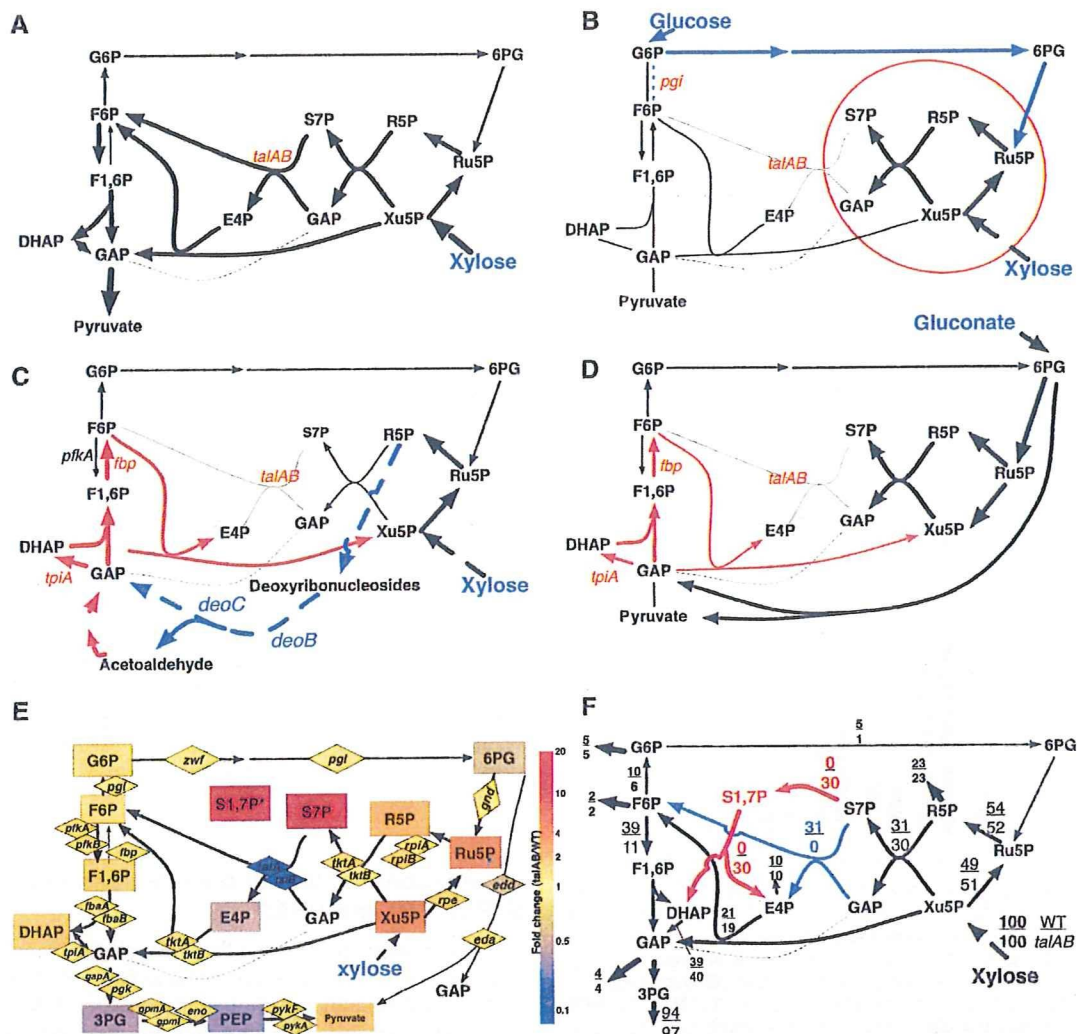 A
G6P
6PG
F6P
S7P
R5P
talAB
Ru5P
F1,6P
E4P
GAP
Xu5P
DHAP
GAP
Xylose
Pyruvate
B
Glucose
G6P
6PG
pgi
F6P
S7P
R5P
talAB
Ru5P
F1,6P
E4P
GAP
Xu5P
DHAP
GAP
Xylose
Pyruvate
C
G6P
6PG
F6P
S7P
R5P
pfkA
fbp
talAB
Ru5P
F1,6P
E4P
GAP
Xu5P
DHAP
tpiA
GAP
Deoxyribonucleosides
Xylose
deoC
deoB
Acetoaldehyde
Gluconate
D
G6P
6PG
F6P
S7P
R5P
fbp
talAB
Ru5P
F1,6P
E4P
GAP
Xu5P
DHAP
tpiA
GAP
Pyruvate
E
G6P
zwf
pgl
6PG
pgi
gnd
F6P
S1,7P*
S7P
R5P
pfkA
pfkB
fbp
rpiA
rpiB
Ru5P
F1,6P
tktA
tktB
edd
fbaA
fbaB
E4P
GAP
Xu5P
rpe
DHAP
tktA
tktB
eda
tpiA
GAP
xylose
gapA
GAP
pgk
3PG
gpmA
gpmI
eno
PEP
pykF
pykA
Pyruvate
Fold change (talAB/WT)
20
10
4
2
1
0.5
0.1
F
5
1
G6P
6PG
5
5
10
6
0
30
23
23
S1,7P
S7P
R5P
2
2
F6P
54
52
39
11
31
0
31
30
Ru5P
0
30
F1,6P
10
10
49
51
DHAP
E4P
GAP
Xu5P
21
19
100 WT
100 talAB
GAP
39
40
Xylose
4
4
3PG
94
97